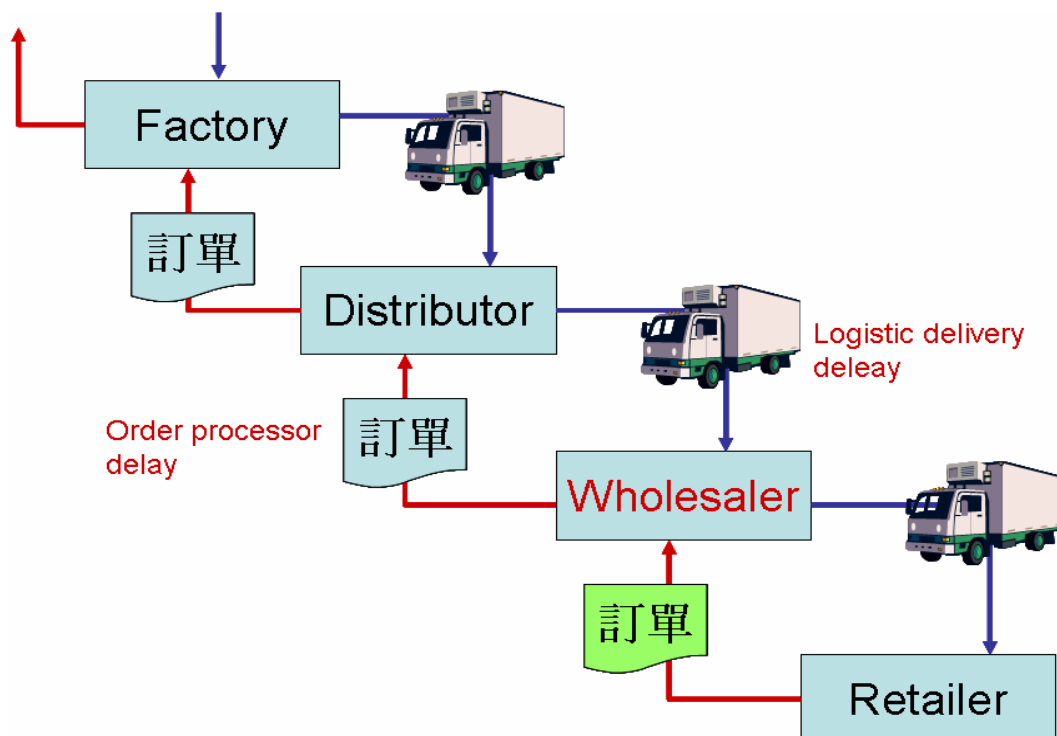 Factory
訂單
Distributor
Logistic delivery
deleay
訂單
Order processor
delay
Wholesaler
訂單
Retailer